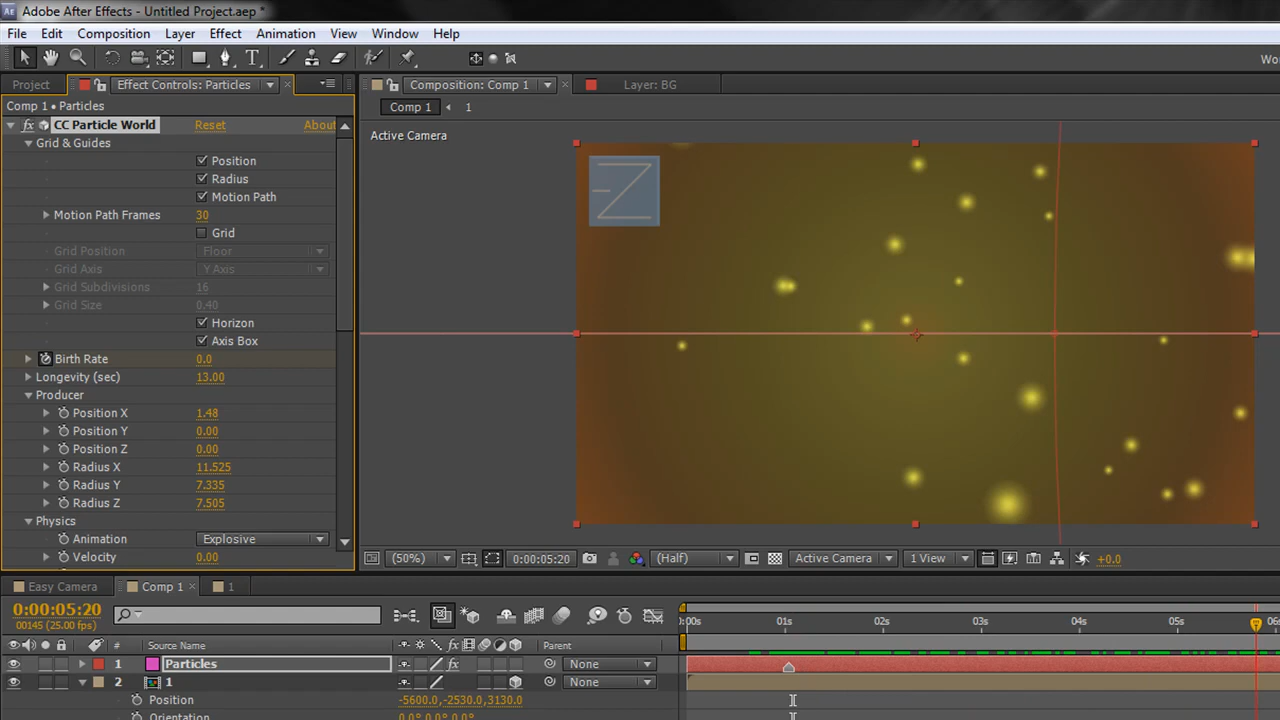 Adobe After Effects - Untitled Project.aep *
File Edit Composition Layer Effect Animation View Window Help
Project Effect Controls: Particles Composition: Comp 1 Layer: BG
Comp 1 • Particles
Comp 1 1
fx CC Particle World Reset About
Active Camera
Grid & Guides
Position
Radius
Motion Path
Motion Path Frames 30
Grid
Grid Position Floor
Grid Axis Y Axis
Grid Subdivisions 16
Grid Size 0.40
Horizon
Axis Box
Birth Rate 0.0
Longevity (sec) 13.00
Producer
Position X 1.48
Position Y 0.00
Position Z 0.00
Radius X 11.525
Radius Y 7.335
Radius Z 7.505
Physics
Animation Explosive
Velocity 0.00
-Z
(50%) 0:00:05:20 (Half) Active Camera 1 View +0.0
Easy Camera Comp 1 1
0:00:05:20
00145 (25.00 fps)
:00s 01s 02s 03s 04s 05s
# Source Name fx Parent
1 Particles fx None
2 1 None
Position -5600.0,-2530.0,3130.0
Orientation